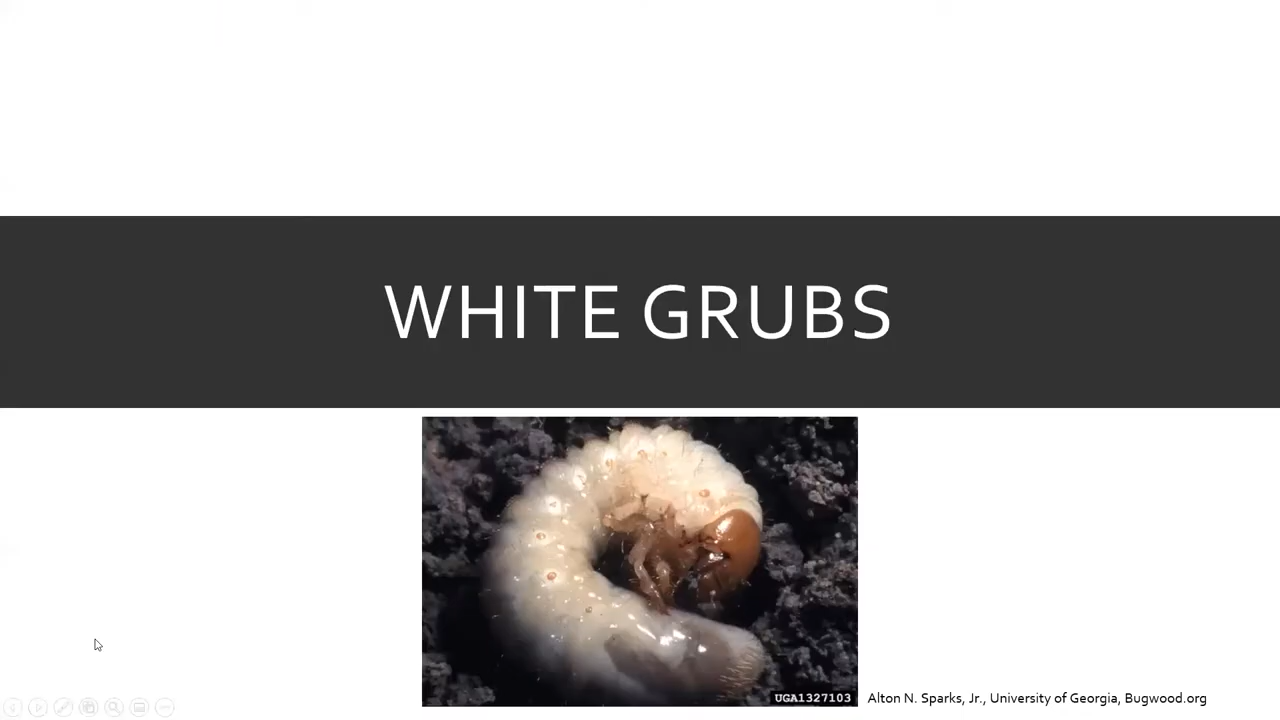 WHITE GRUBS
UGA1327103
Alton N. Sparks, Jr., University of Georgia, Bugwood.org